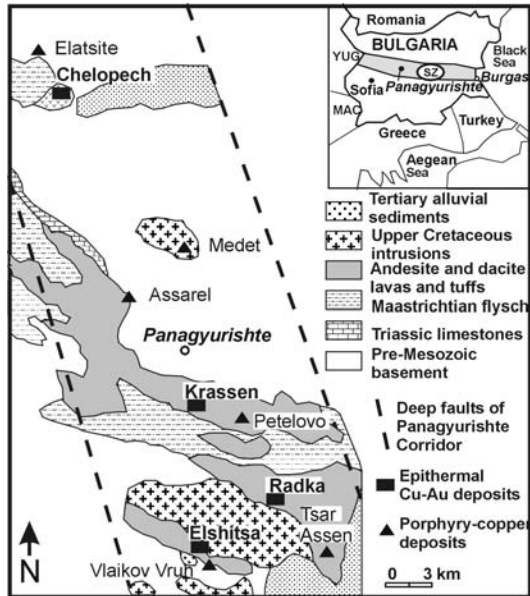 Elatsite
Chelopech
Medet
Assarel
Panagyurishte
Krassen
Petelovo
Radka
Tsar
Assen
Elshitsa
Vlaikov Vruh
N
Romania
BULGARIA
Black
Sea
YUG
SZ
Burgas
Sofia
Panagyurishte
MAC
Turkey
Greece
Aegean
Sea
Tertiary alluvial
sediments
Upper Cretaceous
intrusions
Andesite and dacite
lavas and tuffs
Maastrichtian flysch
Triassic limestones
Pre-Mesozoic
basement
Deep faults of
Panagyurishte
Corridor
Epithermal
Cu-Au deposits
Porphyry-copper
deposits
0 3 km